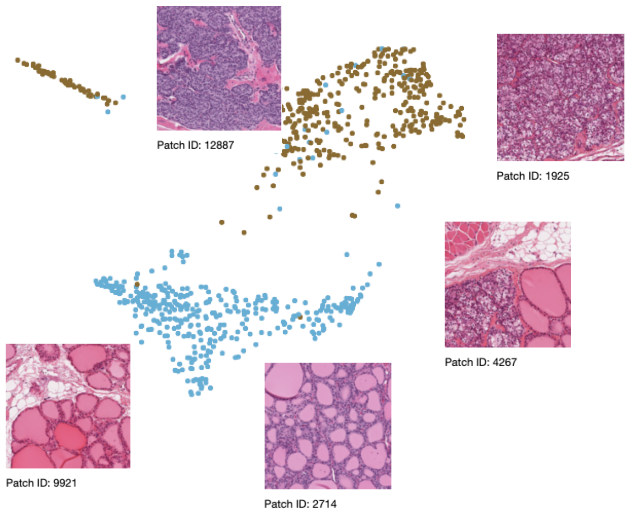 Patch ID: 12887
Patch ID: 1925
Patch ID: 4267
Patch ID: 9921
Patch ID: 2714